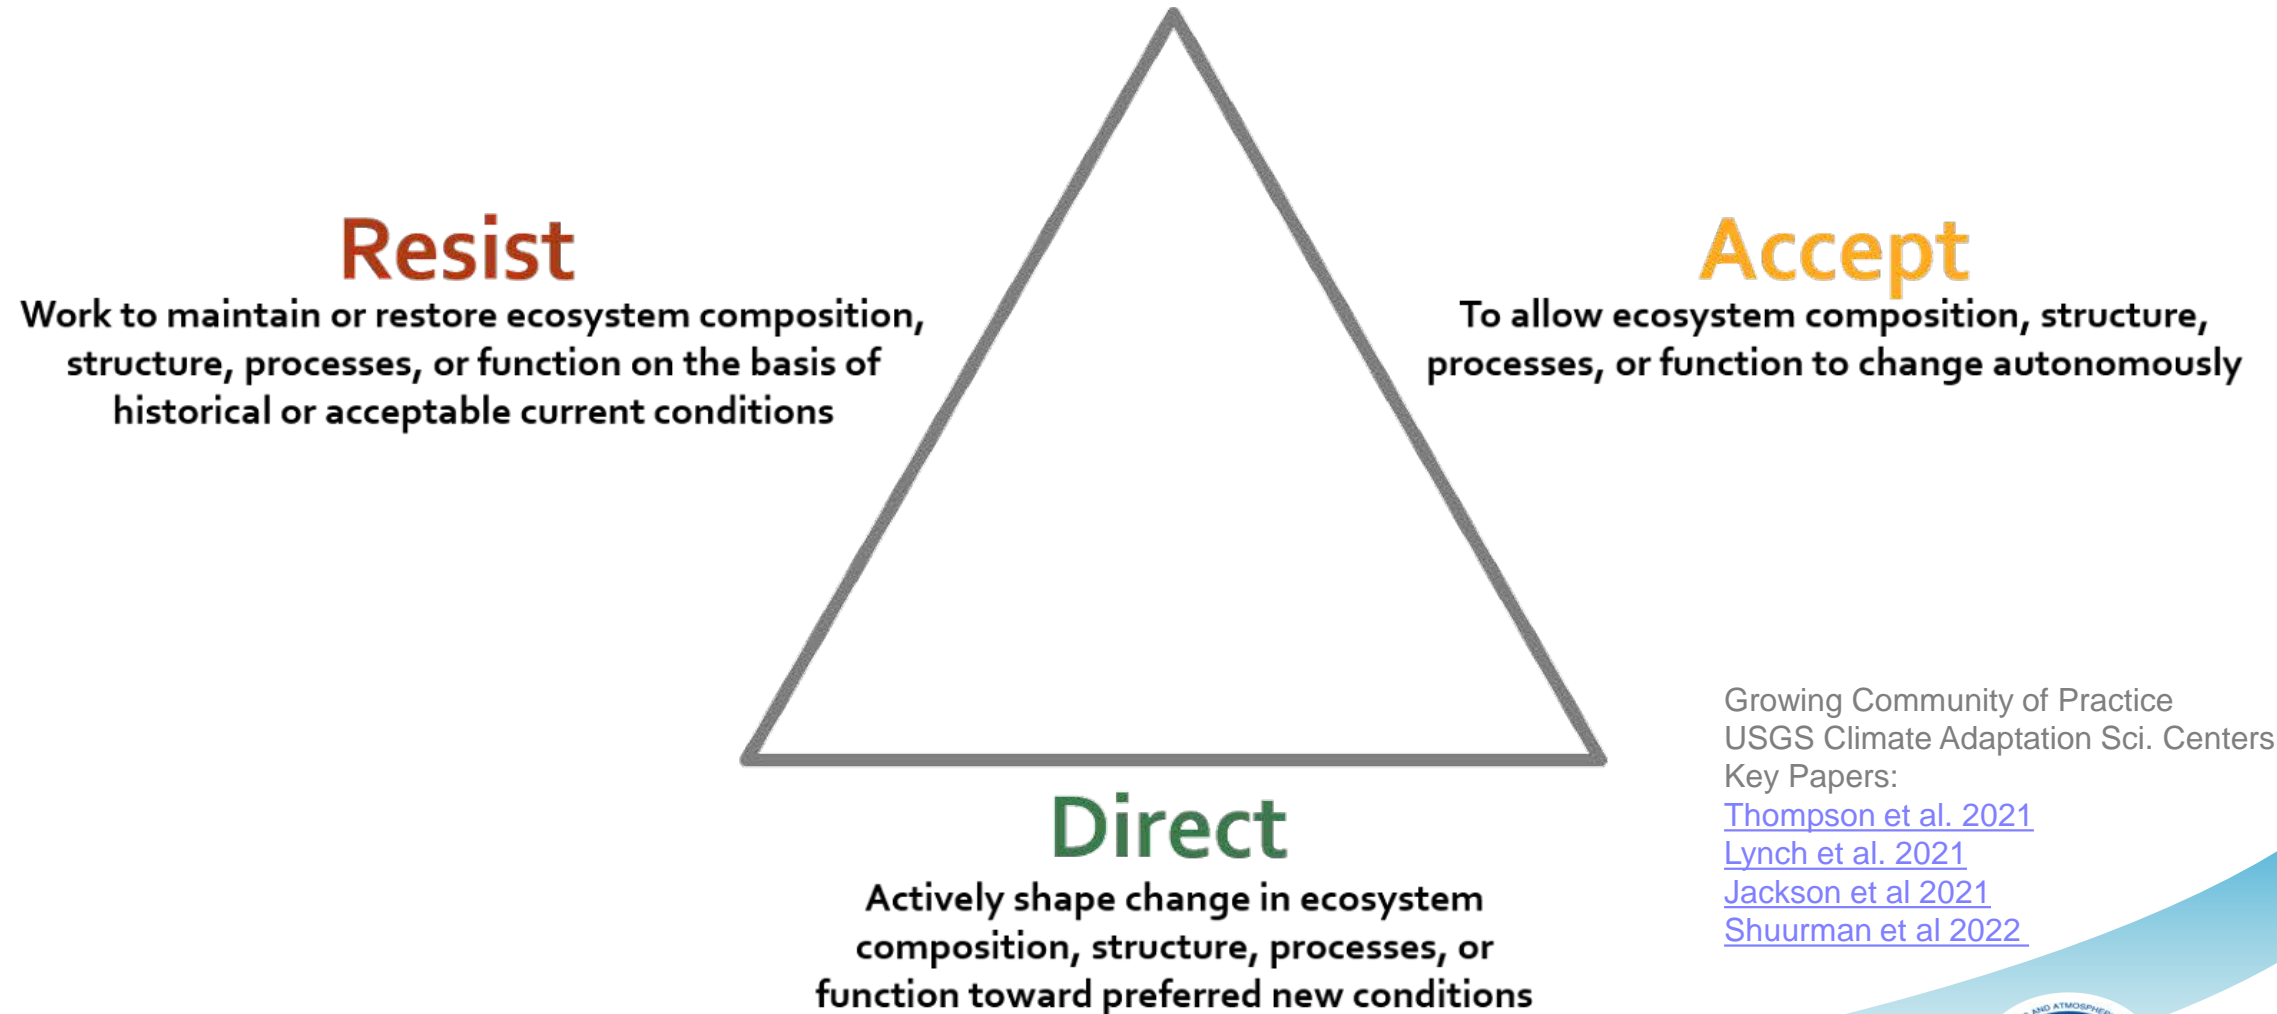 Resist
Work to maintain or restore ecosystem composition,
structure, processes, or function on the basis of
historical or acceptable current conditions
Accept
To allow ecosystem composition, structure,
processes, or function to change autonomously
Direct
Actively shape change in ecosystem
composition, structure, processes, or
function toward preferred new conditions
Growing Community of Practice
USGS Climate Adaptation Sci. Centers
Key Papers:
Thompson et al. 2021
Lynch et al. 2021
Jackson et al 2021
Shuurman et al 2022
AND ATMOSPHE